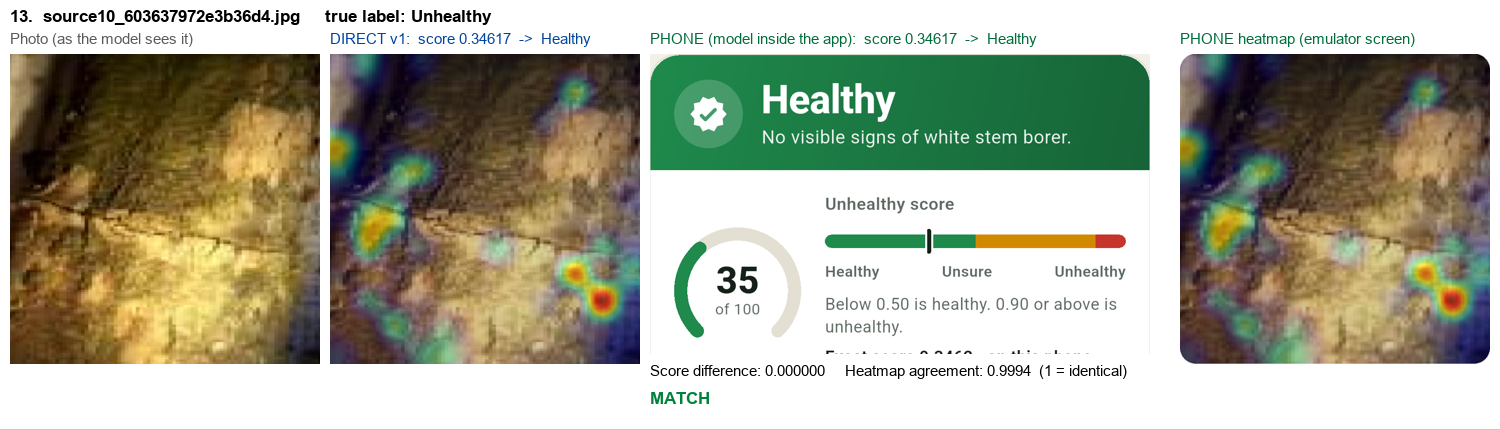 13. source10_603637972e3b36d4.jpg true label: Unhealthy
Photo (as the model sees it)
DIRECT v1: score 0.34617 -> Healthy
PHONE (model inside the app): score 0.34617 -> Healthy
PHONE heatmap (emulator screen)
Healthy
No visible signs of white stem borer.
Unhealthy score
35
of 100
Healthy Unsure Unhealthy
Below 0.50 is healthy. 0.90 or above is
unhealthy.
Score difference: 0.000000 Heatmap agreement: 0.9994 (1 = identical)
MATCH